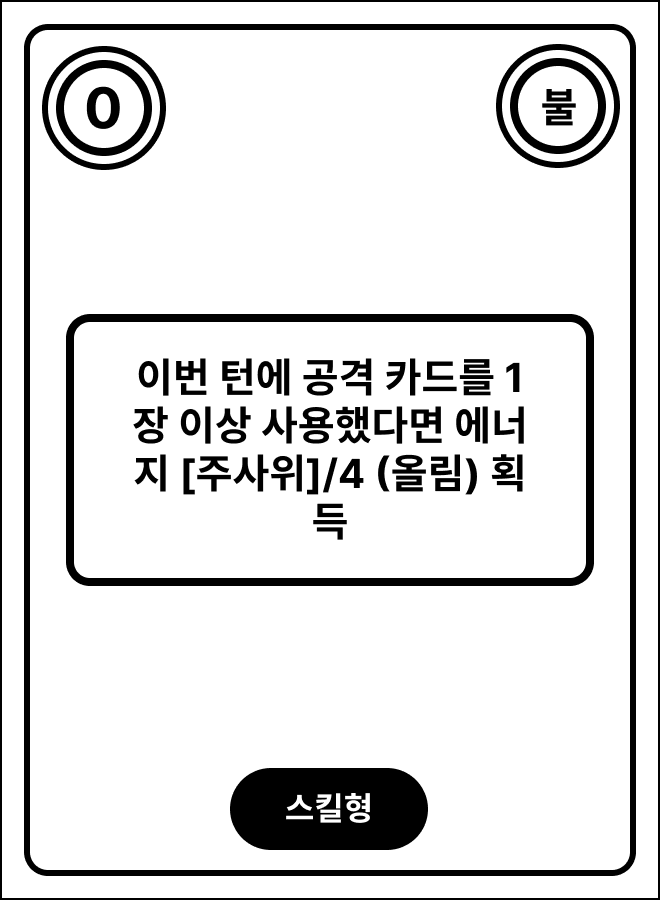 0
불
이번 턴에 공격 카드를 1
장 이상 사용했다면 에너
지 [주사위]/4 (올림) 획
득
스킬형